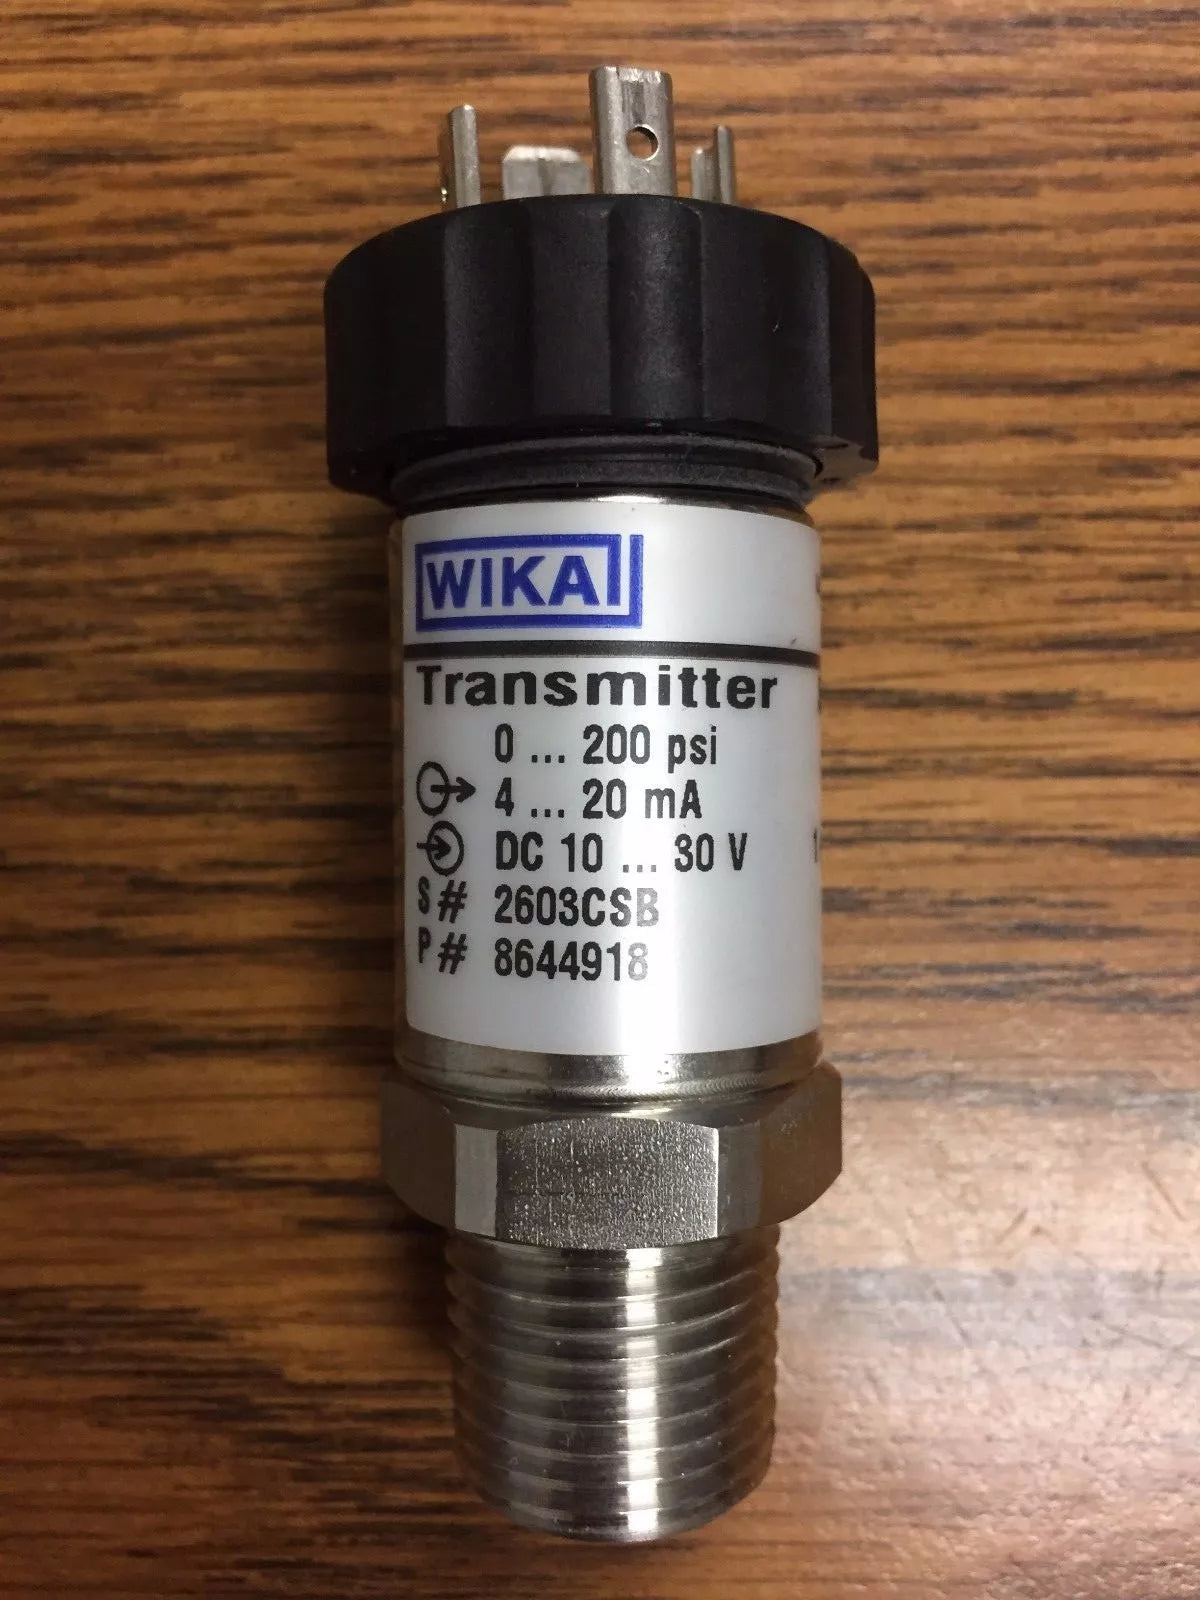 WIKA
Transmitter
0 ... 200 psi
4 ... 20 mA
DC 10 ... 30 V
S# 2603CSB
P# 8644918